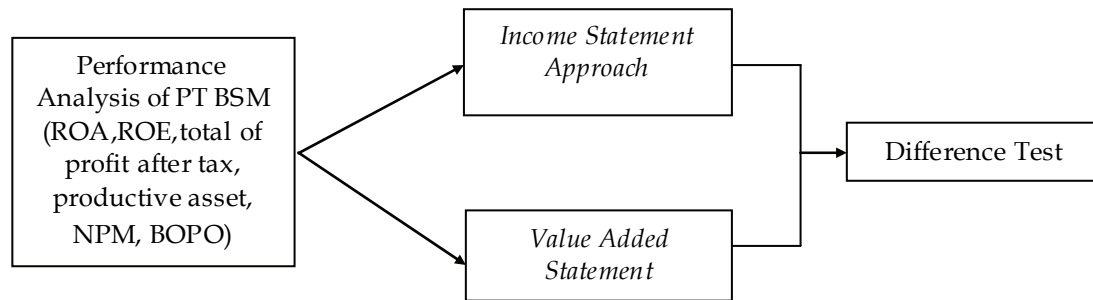 Performance
Analysis of PT BSM
(ROA,ROE,total of
profit after tax,
productive asset,
NPM, BOPO)
Income Statement
Approach
Value Added
Statement
Difference Test